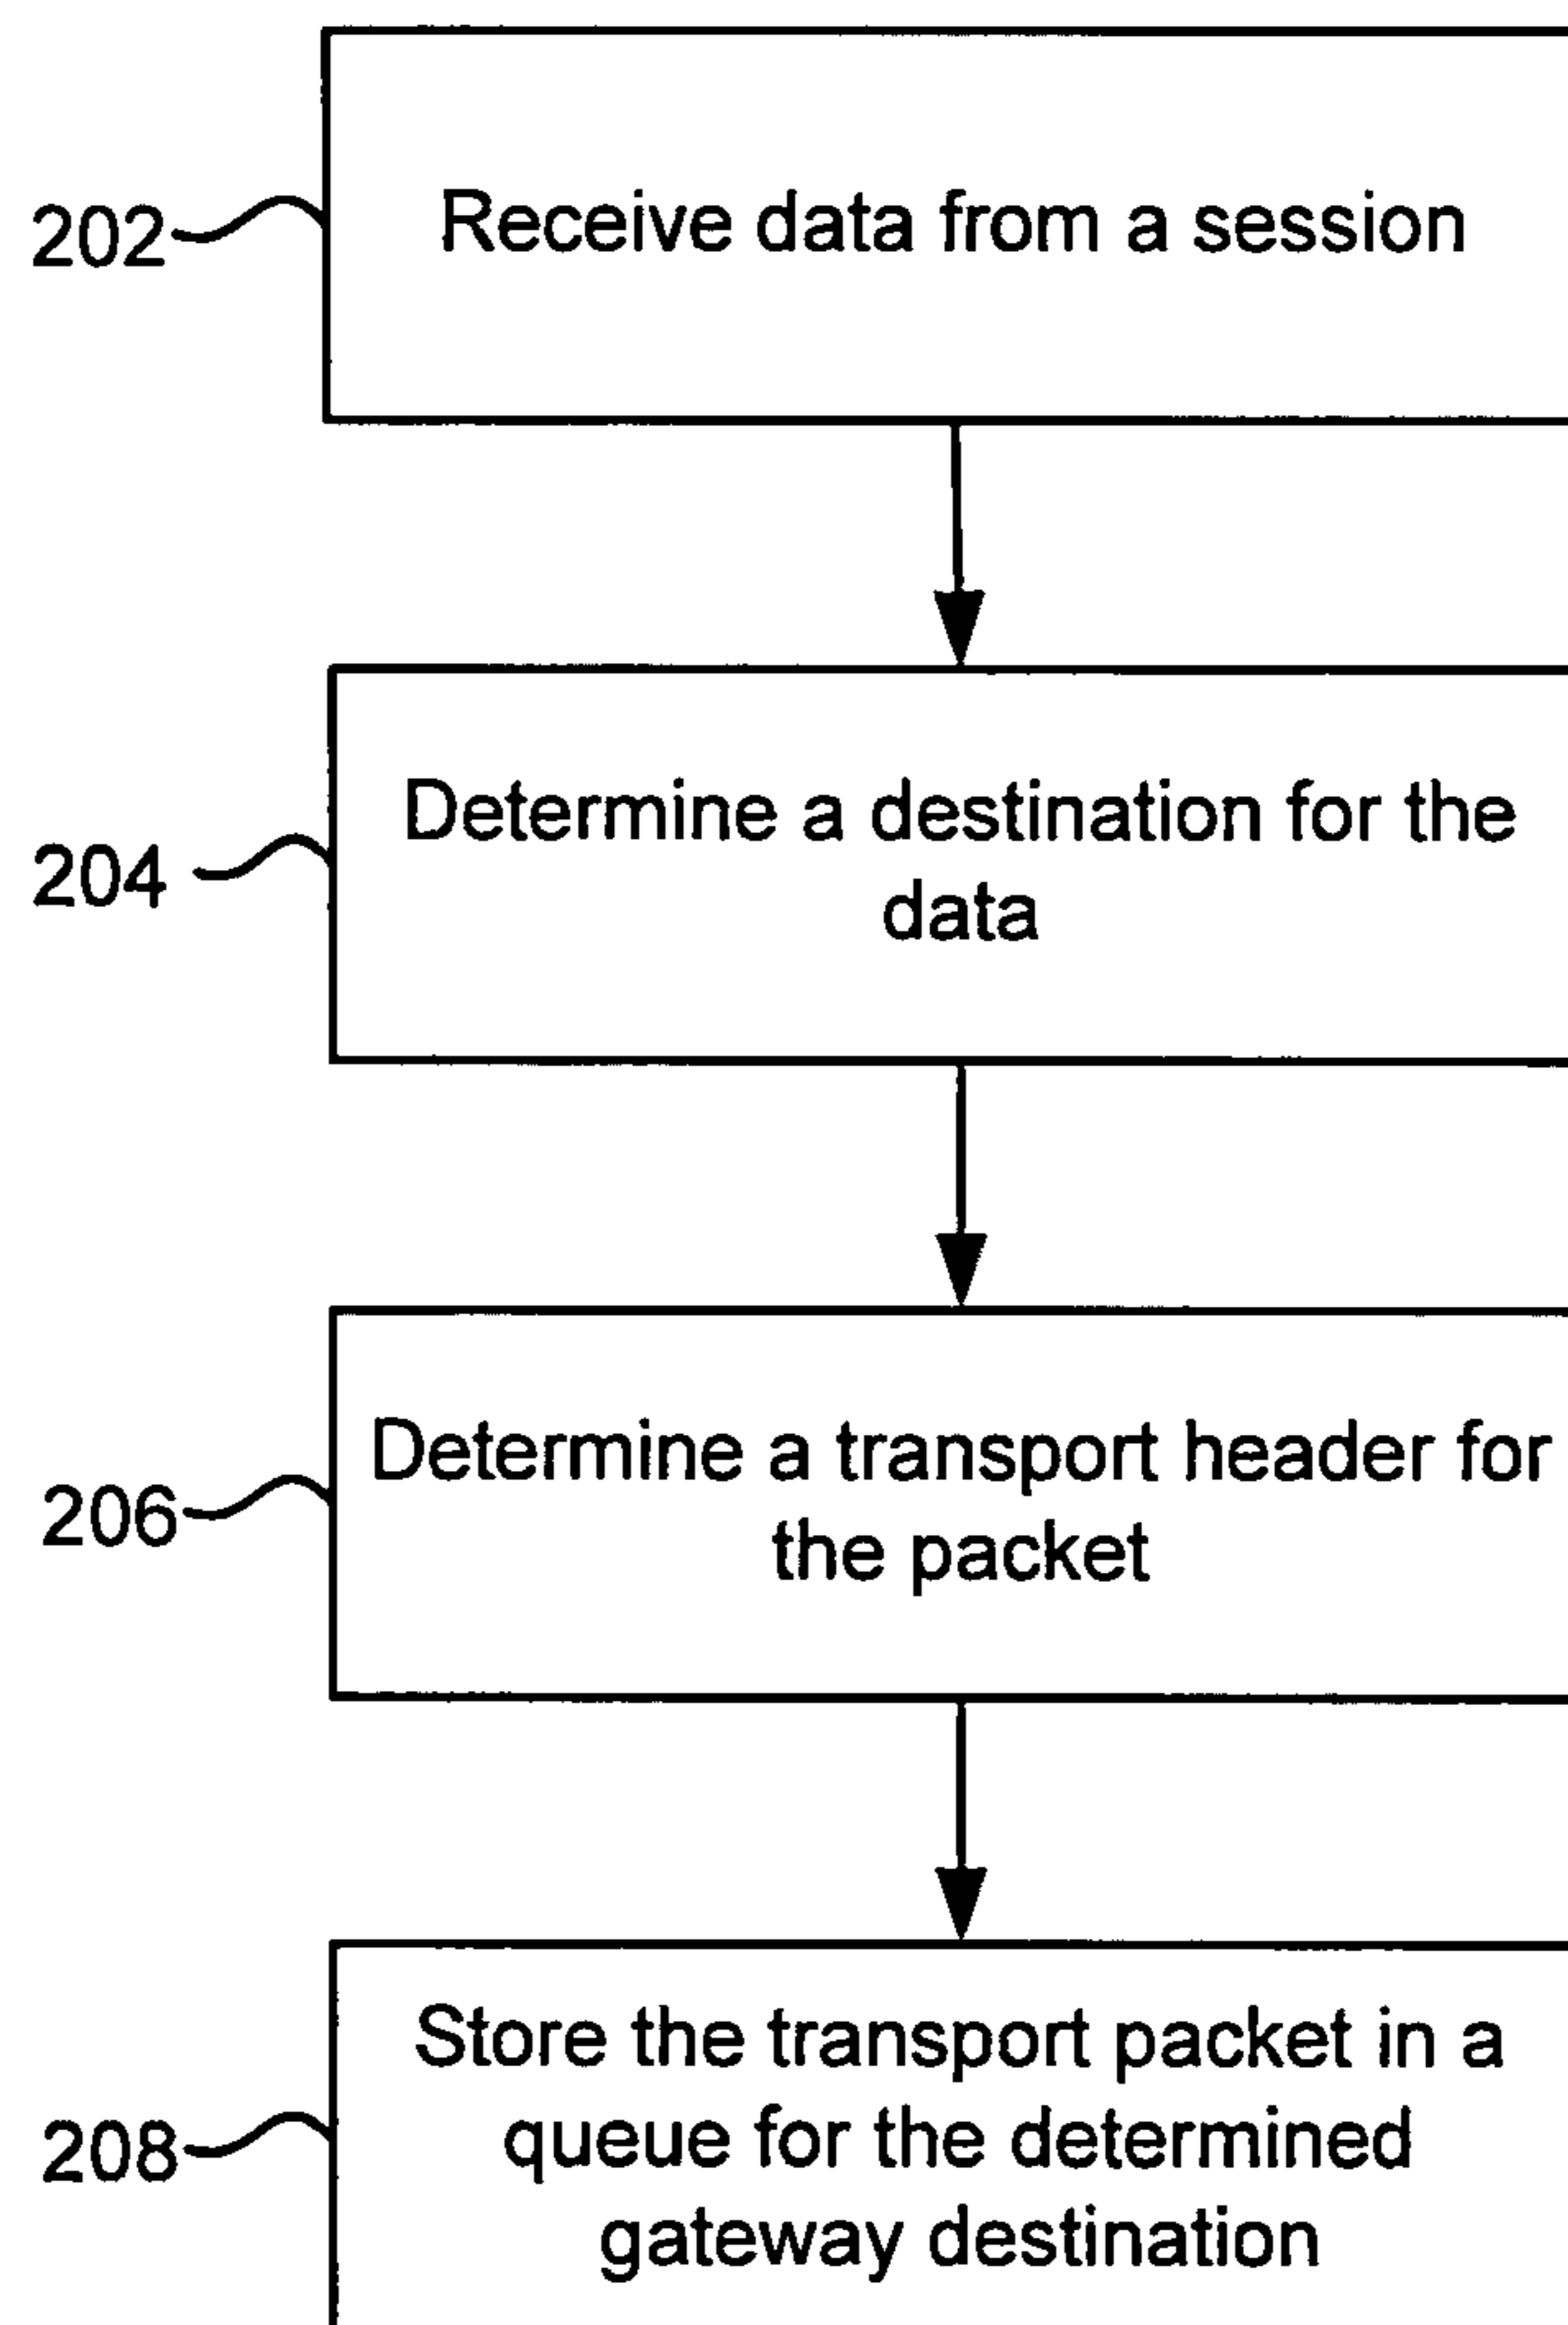 202
Receive data from a session
204
Determine a destination for the
data
206
Determine a transport header for
the packet
208
Store the transport packet in a
queue for the determined
gateway destination